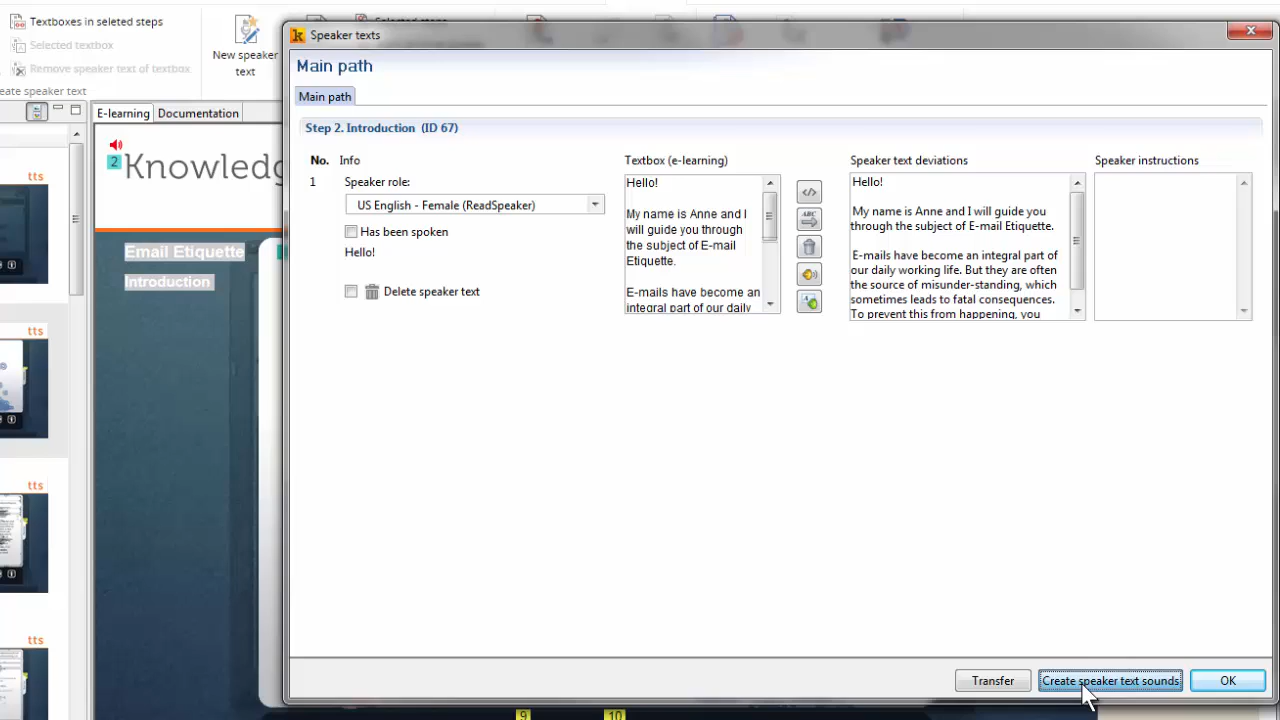 Textboxes in seleted steps
Selected textbox
Remove speaker text of textbox
eate speaker text
New speaker
text
Selected steps
Speaker texts
Main path
Main path
Step 2. Introduction (ID 67)
No. Info
Textbox (e-learning)
Speaker text deviations
Speaker instructions
1
Speaker role:
US English - Female (ReadSpeaker)
Has been spoken
Hello!
Delete speaker text
Hello!
My name is Anne and I
will guide you through
the subject of E-mail
Etiquette.
E-mails have become an
integral part of our daily
ABC
Hello!
My name is Anne and I will guide you
through the subject of E-mail Etiquette.
E-mails have become an integral part of
our daily working life. But they are often
the source of misunder-standing, which
sometimes leads to fatal consequences.
To prevent this from happening, you
Transfer
Create speaker text sounds
OK
E-learning
Documentation
2
Knowledg
Email Etiquette
Introduction
tts
tts
tts
tts
9
10